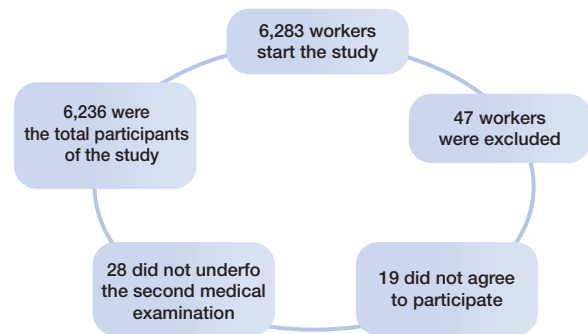 6,283 workers
start the study
47 workers
were excluded
19 did not agree
to participate
28 did not underfo
the second medical
examination
6,236 were
the total participants
of the study